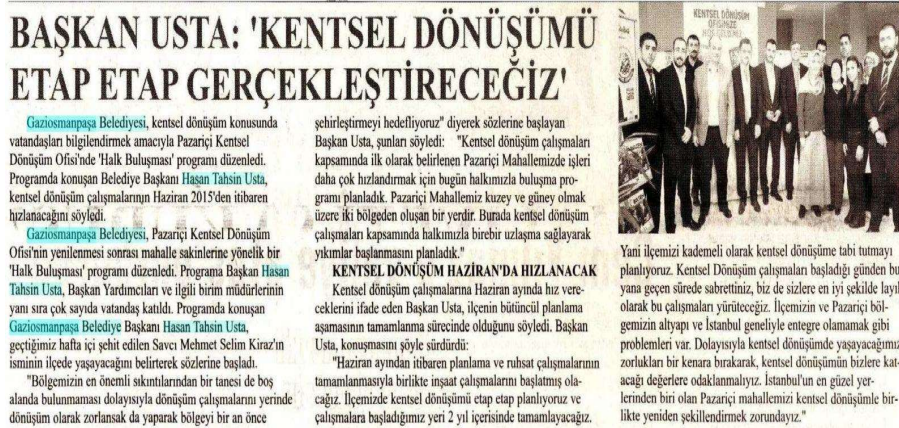 BAŞKAN USTA: 'KENTSEL DÖNÜŞÜMÜ
ETAP ETAP GERÇEKLEŞTİRECEĞİZ'
Gaziosmanpaşa Belediyesi, kentsel dönüşüm konusunda
vatandaşları bilgilendirmek amacıyla Pazariçi Kentsel
Dönüşüm Ofisi'nde 'Halk Buluşması' programı düzenledi.
Programda konuşan Belediye Başkanı Hasan Tahsin Usta,
kentsel dönüşüm çalışmalarının Haziran 2015'den itibaren
hızlanacağını söyledi.
Gaziosmanpaşa Belediyesi, Pazariçi Kentsel Dönüşüm
Ofisi'nin yenilenmesi sonrası mahalle sakinlerine yönelik bir
'Halk Buluşması' programı düzenledi. Programa Başkan Hasan
Tahsin Usta, Başkan Yardımcıları ve ilgili birim müdürlerinin
yanı sıra çok sayıda vatandaş katıldı. Programda konuşan
Gaziosmanpaşa Belediye Başkanı Hasan Tahsin Usta,
geçtiğimiz hafta içi şehit edilen Savcı Mehmet Selim Kiraz'ın
isminin ilçede yaşayacağını belirterek sözlerine başladı.
"Bölgemizin en önemli sıkıntılarından bir tanesi de boş
alanda bulunmaması dolayısıyla dönüşüm çalışmalarını yerinde
dönüşüm olarak zorlansak da yaparak bölgeyi bir an önce
şehirleştirmeyi hedefliyoruz" diyerek sözlerine başlayan
Başkan Usta, şunları söyledi: "Kentsel dönüşüm çalışmaları
kapsamında ilk olarak belirlenen Pazariçi Mahallemizde işleri
daha çok hızlandırmak için bugün halkımızla buluşma pro-
gramı planladık. Pazariçi Mahallemiz kuzey ve güney olmak
üzere iki bölgeden oluşan bir yerdir. Burada kentsel dönüşüm
çalışmaları kapsamında halkımızla birebir uzlaşma sağlayarak
yıkımlar başlanmasını planladık."
KENTSEL DÖNÜŞÜM HAZİRAN'DA HIZLANACAK
Kentsel dönüşüm çalışmalarına Haziran ayında hız vere-
ceklerini ifade eden Başkan Usta, ilçenin bütüncül planlama
aşamasının tamamlanma sürecinde olduğunu söyledi. Başkan
Usta, konuşmasını şöyle sürdürdü:
"Haziran ayından itibaren planlama ve ruhsat çalışmalarının
tamamlanmasıyla birlikte inşaat çalışmalarını başlatmış ola-
cağız. İlçemizde kentsel dönüşümü etap etap planlıyoruz ve
çalışmalara başladığımız yeri 2 yıl içerisinde tamamlayacağız.
KENTSEL DÖNÜŞÜM
OFİSİMİZE
HOŞ GELDİNİZ
Yani ilçemizi kademeli olarak kentsel dönüşüme tabi tutmayı
planlıyoruz. Kentsel Dönüşüm çalışmaları başladığı günden bu
yana geçen sürede sabrettiniz, biz de sizlere en iyi şekilde layık
olarak bu çalışmaları yürüteceğiz. İlçemizin ve Pazariçi böl-
gemizin altyapı ve İstanbul geneliyle entegre olamamak gibi
problemleri var. Dolayısıyla kentsel dönüşümde yaşayacağımız
zorlukları bir kenara bırakarak, kentsel dönüşümün bizlere kat-
acağı değerlere odaklanmalıyız. İstanbul'un en güzel yer-
lerinden biri olan Pazariçi mahallemizi kentsel dönüşümle bir-
likte yeniden şekillendirmek zorundayız."